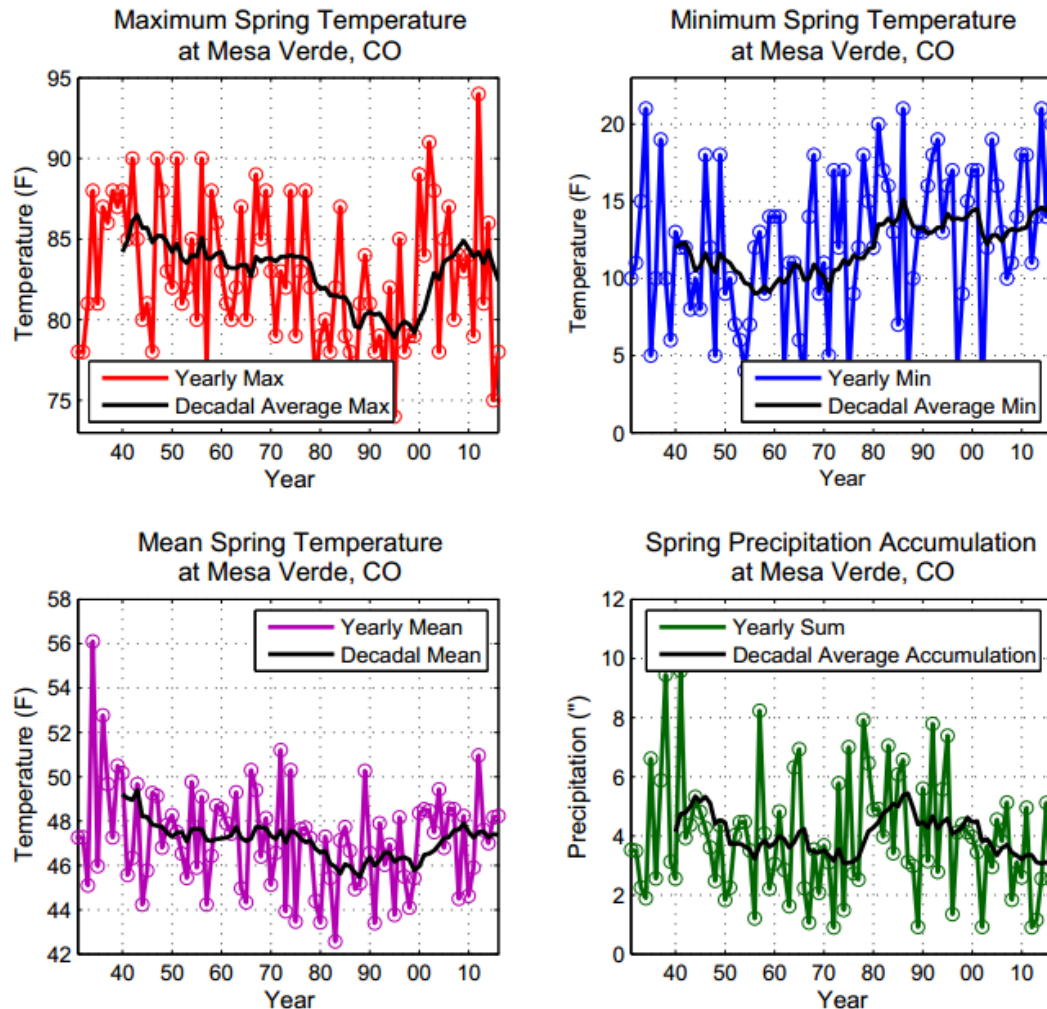 Maximum Spring Temperature
at Mesa Verde, CO
95
90
85
80
75
Temperature (F)
Yearly Max
Decadal Average Max
40 50 60 70 80 90 00 10
Year
Minimum Spring Temperature
at Mesa Verde, CO
20
15
10
5
0
Temperature (F)
Yearly Min
Decadal Average Min
40 50 60 70 80 90 00 10
Year
Mean Spring Temperature
at Mesa Verde, CO
58
56
54
52
50
48
46
44
42
Temperature (F)
Yearly Mean
Decadal Mean
40 50 60 70 80 90 00 10
Year
Spring Precipitation Accumulation
at Mesa Verde, CO
12
10
8
6
4
2
0
Precipitation (")
Yearly Sum
Decadal Average Accumulation
40 50 60 70 80 90 00 10
Year